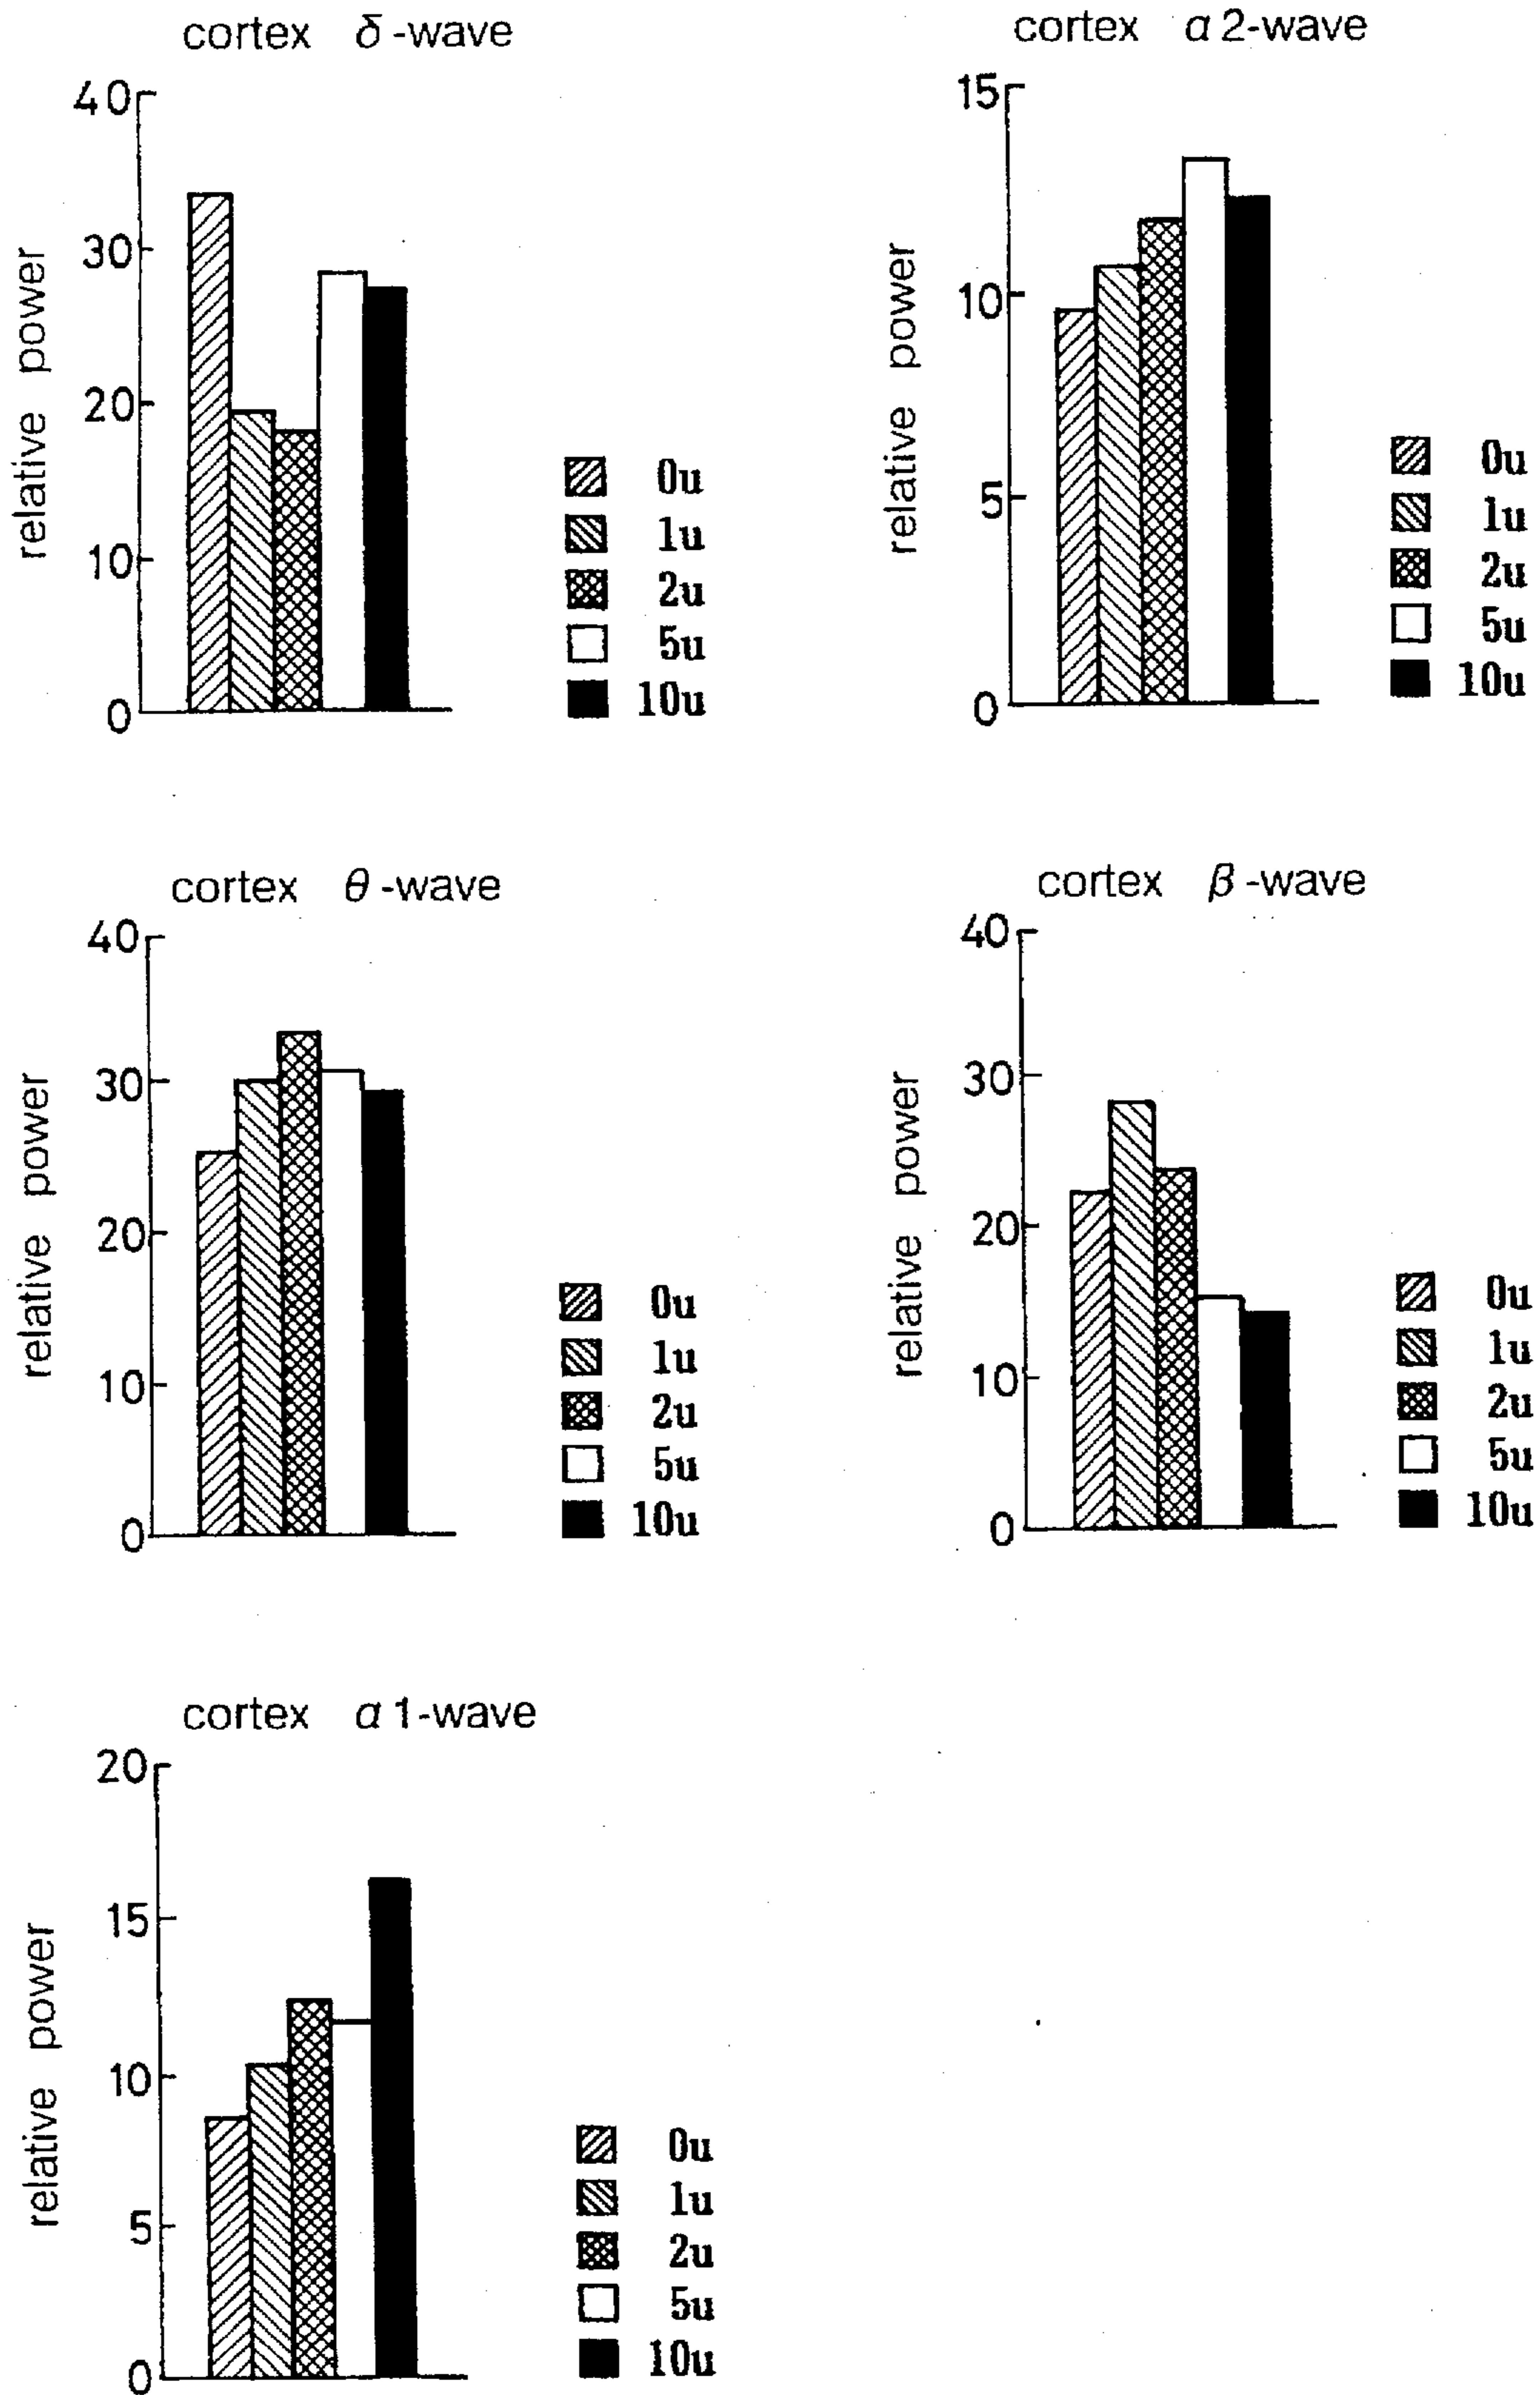 cortex δ-wave
relative power
40
30
20
10
0
0u
1u
2u
5u
10u
cortex α2-wave
relative power
15
10
5
0
0u
1u
2u
5u
10u
cortex θ-wave
relative power
40
30
20
10
0
0u
1u
2u
5u
10u
cortex β-wave
relative power
40
30
20
10
0
0u
1u
2u
5u
10u
cortex α1-wave
relative power
20
15
10
5
0
0u
1u
2u
5u
10u